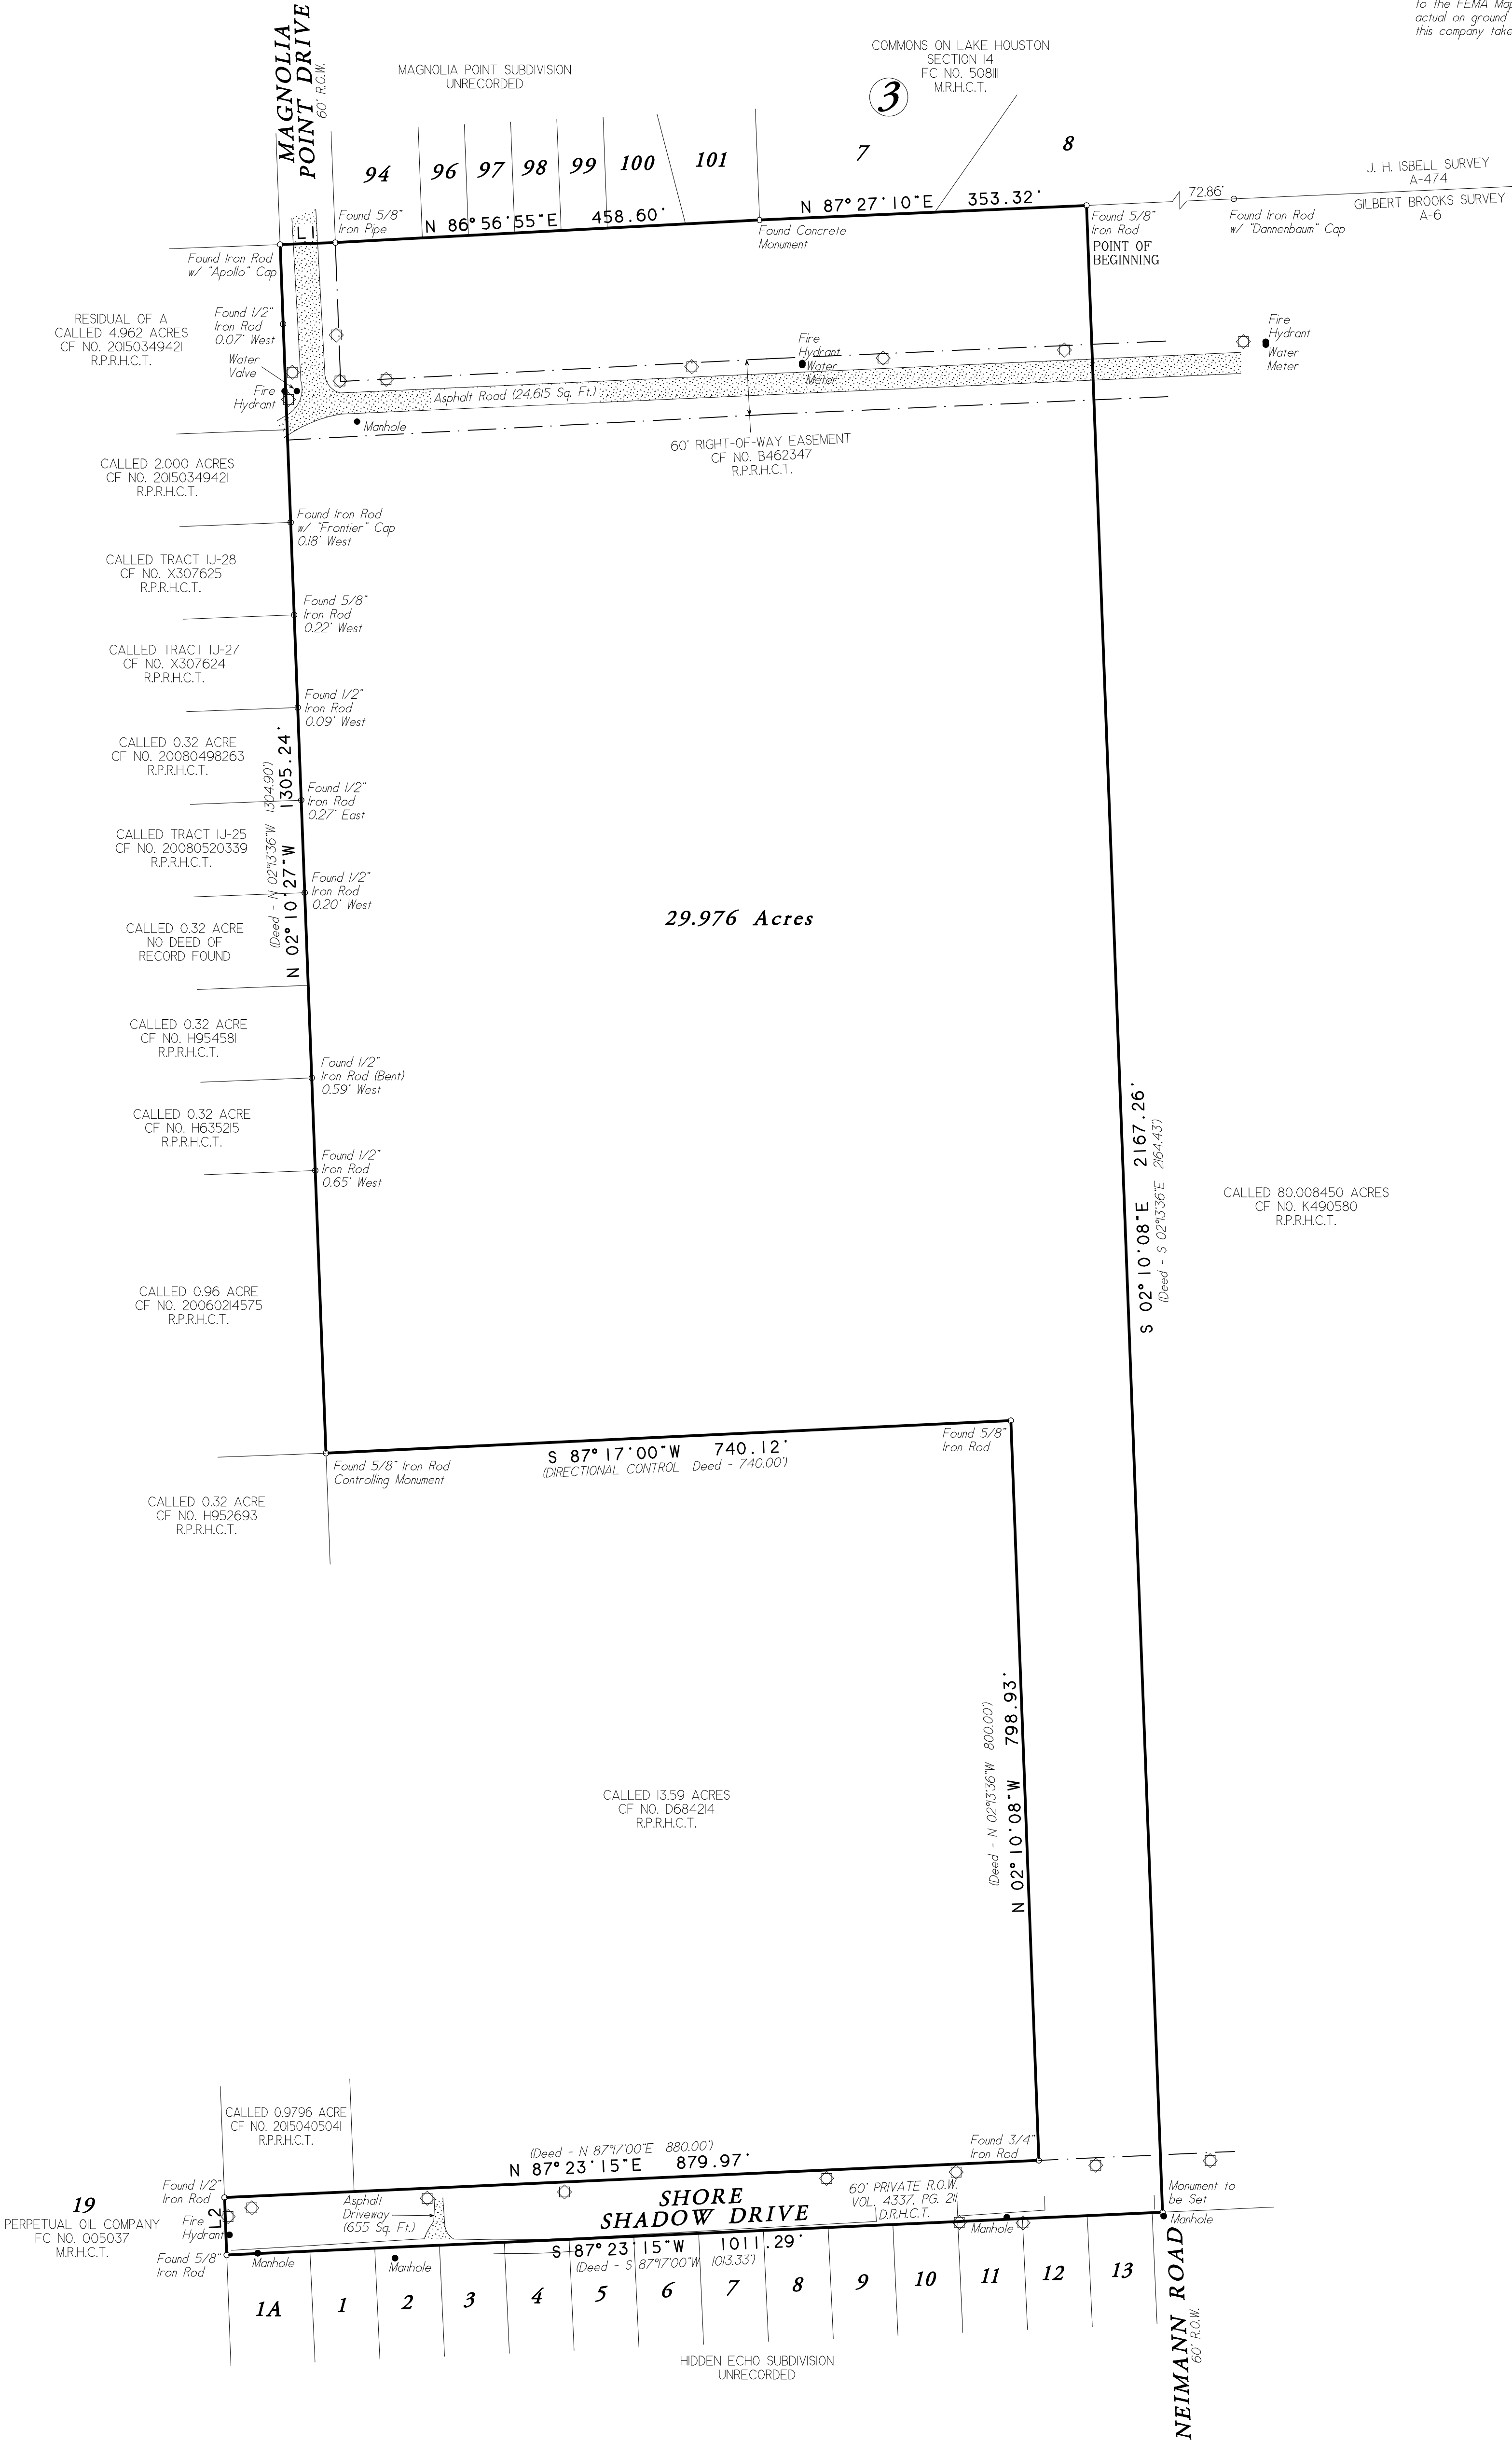 to the FEMA Map
actual on ground
this company take
MAGNOLIA
POINT DRIVE
60' R.O.W.
MAGNOLIA POINT SUBDIVISION
UNRECORDED
COMMONS ON LAKE HOUSTON
SECTION 14
FC NO. 508111
M.R.H.C.T.
3
94
96
97
98
99
100
101
7
8
J. H. ISBELL SURVEY
A-474
GILBERT BROOKS SURVEY
A-6
72.86'
Found Iron Rod
w/ "Dannenbaum" Cap
Found 5/8"
Iron Pipe
N 86°56'55"E 458.60'
N 87°27'10"E 353.32'
Found Concrete
Monument
Found 5/8"
Iron Rod
POINT OF
BEGINNING
L1
Found Iron Rod
w/ "Apollo" Cap
RESIDUAL OF A
CALLED 4.962 ACRES
CF NO. 20150349421
R.P.R.H.C.T.
Found 1/2"
Iron Rod
0.07' West
Water
Valve
Fire
Hydrant
Fire
Hydrant
Water
Meter
Fire
Hydrant
Water
Meter
Asphalt Road (24,615 Sq. Ft.)
Manhole
60' RIGHT-OF-WAY EASEMENT
CF NO. B462347
R.P.R.H.C.T.
CALLED 2.000 ACRES
CF NO. 20150349421
R.P.R.H.C.T.
Found Iron Rod
w/ "Frontier" Cap
0.18' West
CALLED TRACT 1J-28
CF NO. X307625
R.P.R.H.C.T.
Found 5/8"
Iron Rod
0.22' West
CALLED TRACT 1J-27
CF NO. X307624
R.P.R.H.C.T.
Found 1/2"
Iron Rod
0.09' West
CALLED 0.32 ACRE
CF NO. 20080498263
R.P.R.H.C.T.
N 02°10'27"W 1305.24'
(Deed - N 02°13'36"W 1304.90')
Found 1/2"
Iron Rod
0.27' East
CALLED TRACT 1J-25
CF NO. 20080520339
R.P.R.H.C.T.
Found 1/2"
Iron Rod
0.20' West
29.976 Acres
CALLED 0.32 ACRE
NO DEED OF
RECORD FOUND
CALLED 0.32 ACRE
CF NO. H954581
R.P.R.H.C.T.
Found 1/2"
Iron Rod (Bent)
0.59' West
CALLED 0.32 ACRE
CF NO. H635215
R.P.R.H.C.T.
Found 1/2"
Iron Rod
0.65' West
S 02°10'08"E 2167.26'
(Deed - S 02°13'36"E 2164.43')
CALLED 80.008450 ACRES
CF NO. K490580
R.P.R.H.C.T.
CALLED 0.96 ACRE
CF NO. 20060214575
R.P.R.H.C.T.
Found 5/8"
Iron Rod
S 87°17'00"W 740.12'
(DIRECTIONAL CONTROL Deed - 740.00')
Found 5/8" Iron Rod
Controlling Monument
CALLED 0.32 ACRE
CF NO. H952693
R.P.R.H.C.T.
N 02°10'08"W 798.93'
(Deed - N 02°13'36"W 800.00')
CALLED 13.59 ACRES
CF NO. D684214
R.P.R.H.C.T.
CALLED 0.9796 ACRE
CF NO. 20150405041
R.P.R.H.C.T.
(Deed - N 87°17'00"E 880.00')
N 87°23'15"E 879.97'
Found 3/4"
Iron Rod
Found 1/2"
Iron Rod
19
PERPETUAL OIL COMPANY
FC NO. 005037
M.R.H.C.T.
L2
Fire
Hydrant
Found 5/8"
Iron Rod
Asphalt
Driveway
(655 Sq. Ft.)
SHORE
SHADOW DRIVE
60' PRIVATE R.O.W.
VOL. 4337, PG. 211
D.R.H.C.T.
Monument to
be Set
Manhole
Manhole
Manhole
Manhole
S 87°23'15"W 1011.29'
(Deed - S 87°17'00"W 1013.33')
1A
1
2
3
4
5
6
7
8
9
10
11
12
13
HIDDEN ECHO SUBDIVISION
UNRECORDED
NEIMANN ROAD
60' R.O.W.